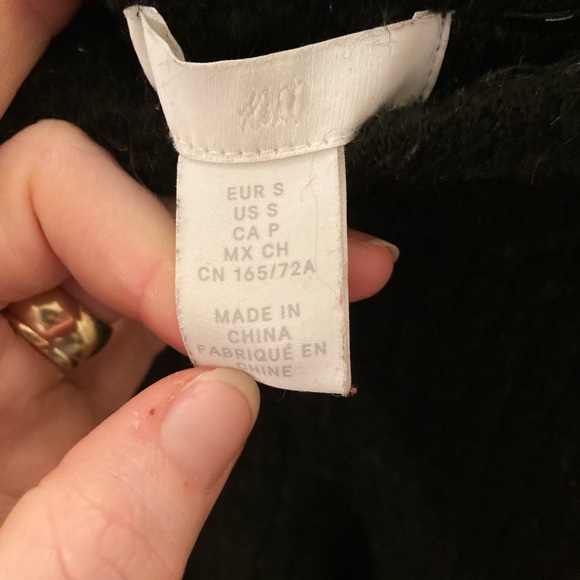 H&M
EUR S
US S
CA P
MX CH
CN 165/72A
MADE IN
CHINA
FABRIQUÉ EN
CHINE